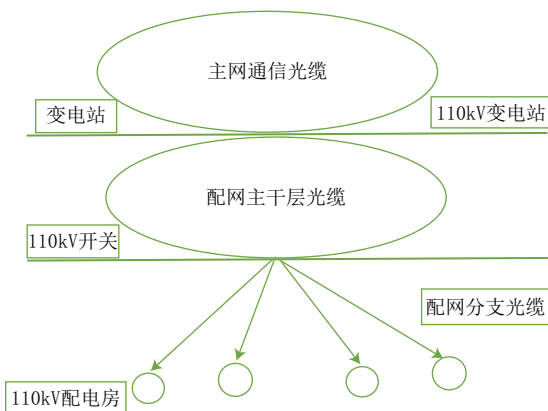 主网通信光缆
变电站
110kV变电站
配网主干层光缆
110kV开关
配网分支光缆
110kV配电房